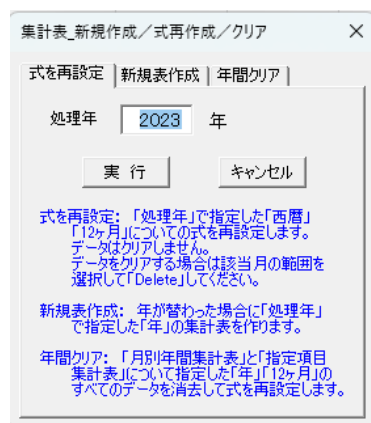 集計表_新規作成／式再作成／クリア
式を再設定 新規表作成 年間クリア
処理年 2023 年
実 行 キャンセル
式を再設定： 「処理年」で指定した「西暦」
「12ヶ月」についての式を再設定します。
データはクリアしません。
データをクリアする場合は該当月の範囲を
選択して「Delete」してください。
新規表作成： 年が替わった場合に「処理年」
で指定した「年」の集計表を作ります。
年間クリア： 「月別年間集計表」と「指定項目
集計表」について指定した「年」「12ヶ月」の
すべてのデータを消去して式を再設定します。